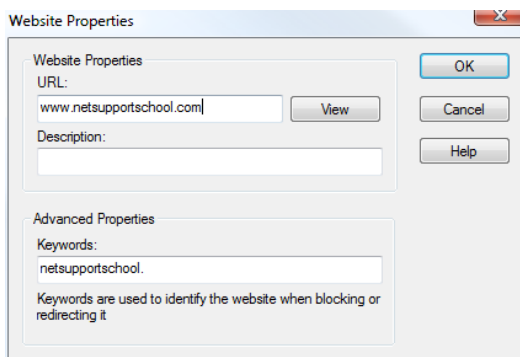 Website Properties
Website Properties
URL:
www.netsupportschool.com
View
Description:
Advanced Properties
Keywords:
netsupportschool.
Keywords are used to identify the website when blocking or
redirecting it
OK
Cancel
Help